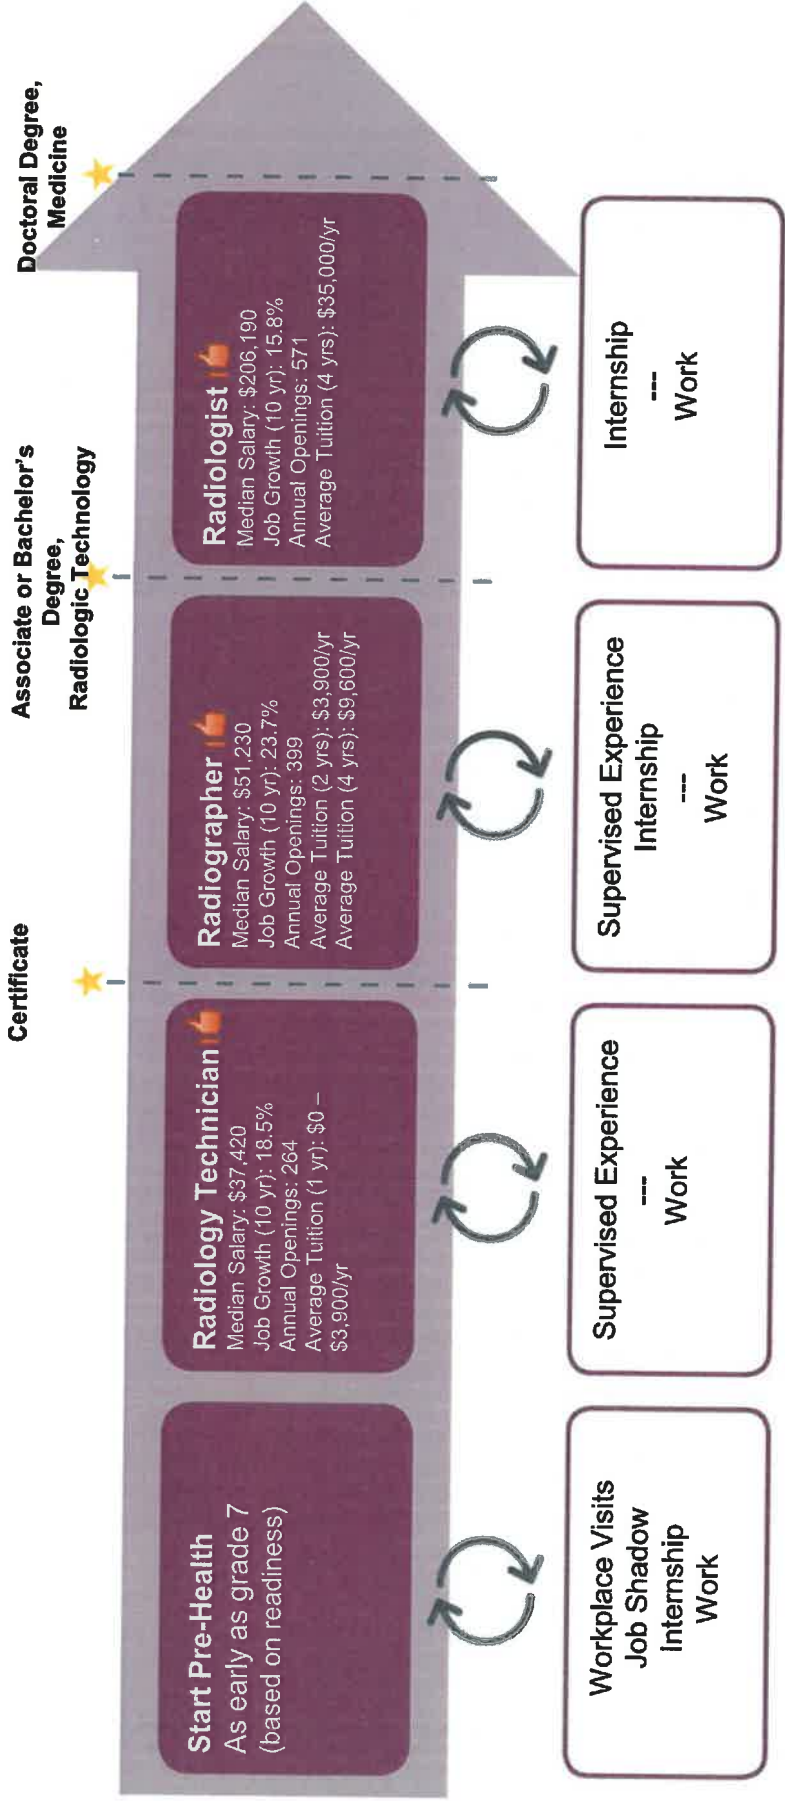 Certificate
Associate or Bachelor's
Degree,
Radiologic Technology
Doctoral Degree,
Medicine
Start Pre-Health
As early as grade 7
(based on readiness)
Radiology Technician
Median Salary: $37,420
Job Growth (10 yr): 18.5%
Annual Openings: 264
Average Tuition (1 yr): $0 –
$3,900/yr
Radiographer
Median Salary: $51,230
Job Growth (10 yr): 23.7%
Annual Openings: 399
Average Tuition (2 yrs): $3,900/yr
Average Tuition (4 yrs): $9,600/yr
Radiologist
Median Salary: $206,190
Job Growth (10 yr): 15.8%
Annual Openings: 571
Average Tuition (4 yrs): $35,000/yr
Workplace Visits
Job Shadow
Internship
Work
Supervised Experience
---
Work
Supervised Experience
Internship
---
Work
Internship
---
Work